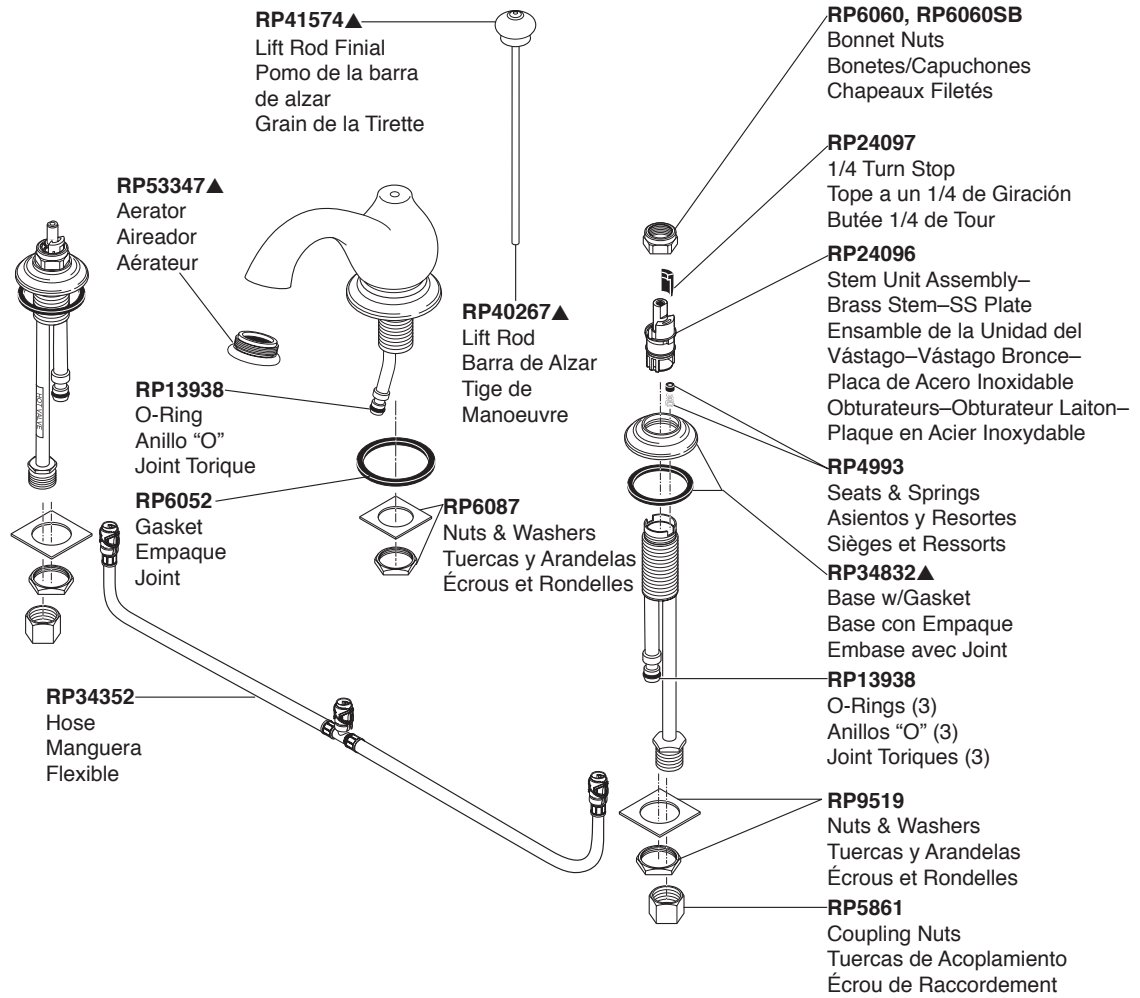 RP41574▲
Lift Rod Finial
Pomo de la barra
de alzar
Grain de la Tirette
RP53347▲
Aerator
Aireador
Aérateur
RP40267▲
Lift Rod
Barra de Alzar
Tige de
Manoeuvre
HOT VALVE
RP13938
O-Ring
Anillo “O”
Joint Torique
RP6052
Gasket
Empaque
Joint
RP6087
Nuts & Washers
Tuercas y Arandelas
Écrous et Rondelles
RP34352
Hose
Manguera
Flexible
RP6060, RP6060SB
Bonnet Nuts
Bonetes/Capuchones
Chapeaux Filetés
RP24097
1/4 Turn Stop
Tope a un 1/4 de Giración
Butée 1/4 de Tour
RP24096
Stem Unit Assembly–
Brass Stem–SS Plate
Ensamble de la Unidad del
Vástago–Vástago Bronce–
Placa de Acero Inoxidable
Obturateurs–Obturateur Laiton–
Plaque en Acier Inoxydable
RP4993
Seats & Springs
Asientos y Resortes
Sièges et Ressorts
RP34832▲
Base w/Gasket
Base con Empaque
Embase avec Joint
RP13938
O-Rings (3)
Anillos “O” (3)
Joint Toriques (3)
RP9519
Nuts & Washers
Tuercas y Arandelas
Écrous et Rondelles
RP5861
Coupling Nuts
Tuercas de Acoplamiento
Écrou de Raccordement